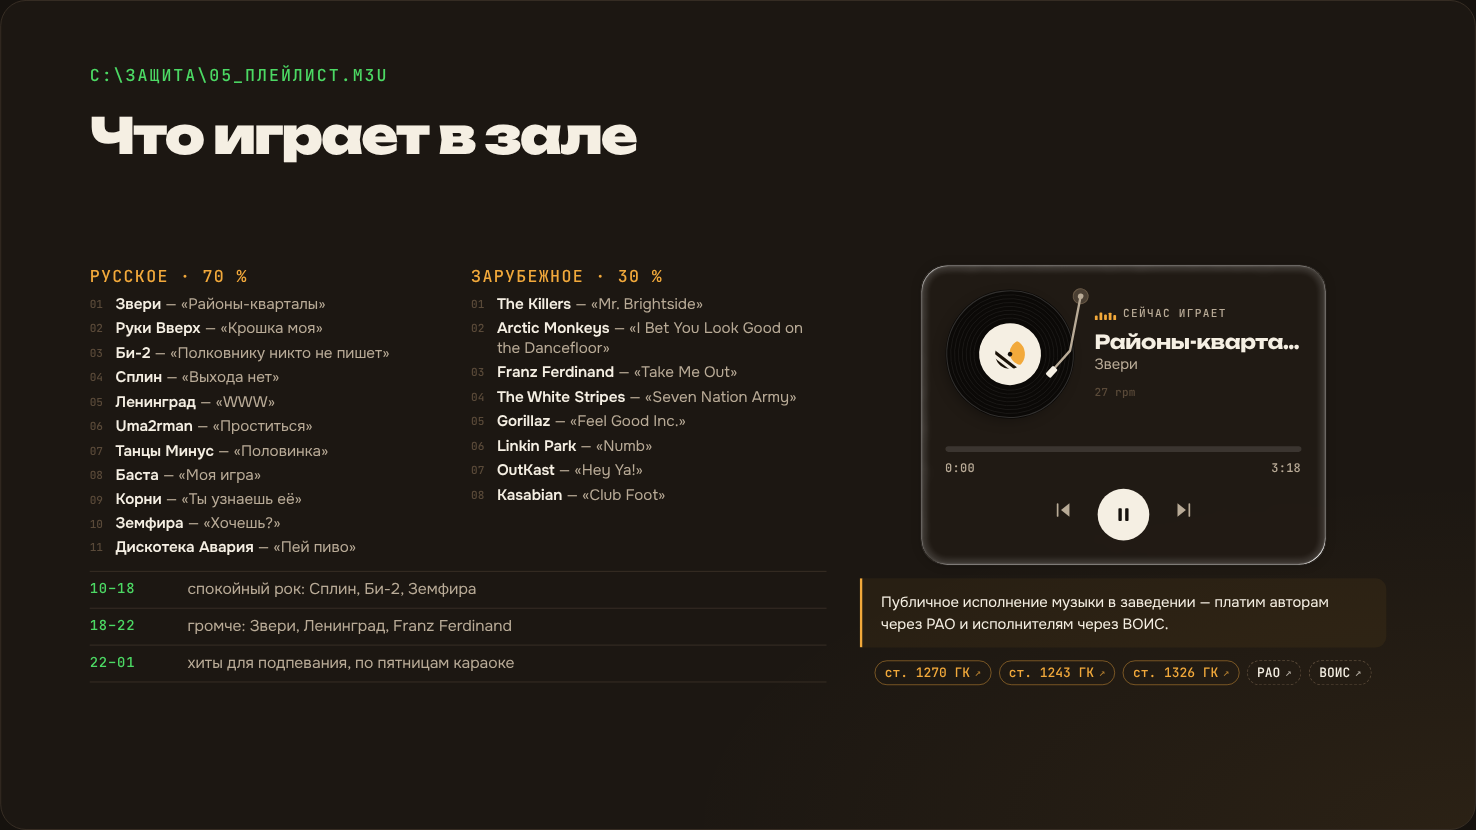 C:\ЗАЩИТА\05_ПЛЕЙЛИСТ.M3U
Что играет в зале
РУССКОЕ · 70 %
01 Звери — «Районы-кварталы»
02 Руки Вверх — «Крошка моя»
03 Би-2 — «Полковнику никто не пишет»
04 Сплин — «Выхода нет»
05 Ленинград — «WWW»
06 Uma2rman — «Проститься»
07 Танцы Минус — «Половинка»
08 Баста — «Моя игра»
09 Корни — «Ты узнаешь её»
10 Земфира — «Хочешь?»
11 Дискотека Авария — «Пей пиво»
ЗАРУБЕЖНОЕ · 30 %
01 The Killers — «Mr. Brightside»
02 Arctic Monkeys — «I Bet You Look Good on
the Dancefloor»
03 Franz Ferdinand — «Take Me Out»
04 The White Stripes — «Seven Nation Army»
05 Gorillaz — «Feel Good Inc.»
06 Linkin Park — «Numb»
07 OutKast — «Hey Ya!»
08 Kasabian — «Club Foot»
10–18 спокойный рок: Сплин, Би-2, Земфира
18–22 громче: Звери, Ленинград, Franz Ferdinand
22–01 хиты для подпевания, по пятницам караоке
СЕЙЧАС ИГРАЕТ
Районы-кварта…
Звери
27 rpm
0:00 3:18
Публичное исполнение музыки в заведении — платим авторам
через РАО и исполнителям через ВОИС.
ст. 1270 ГК ↗ ст. 1243 ГК ↗ ст. 1326 ГК ↗ РАО ↗ ВОИС ↗